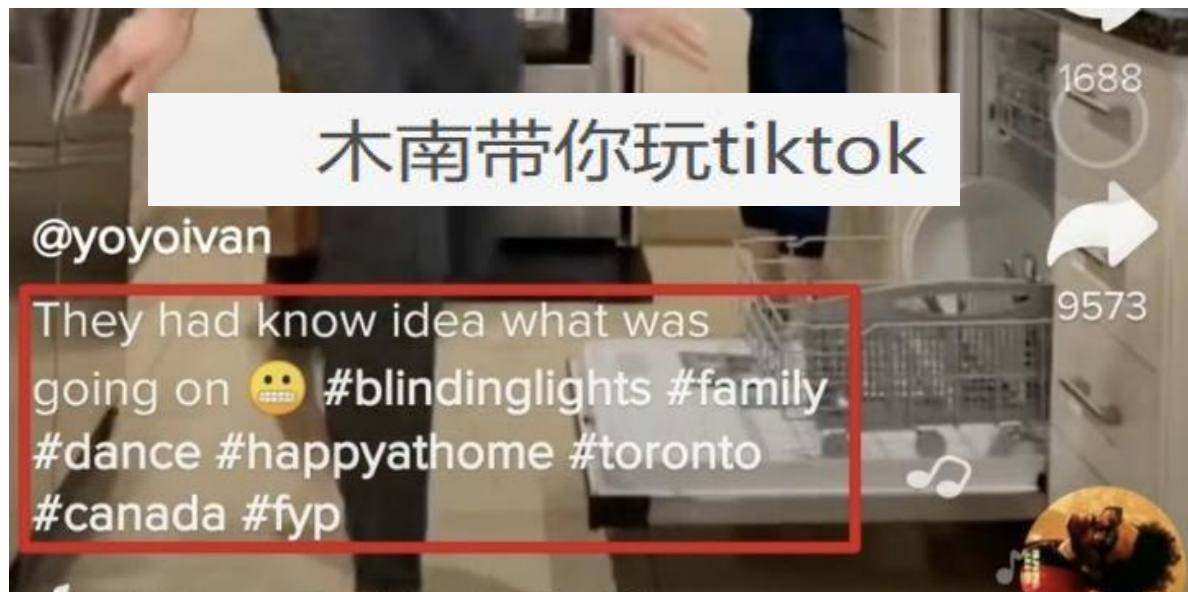 1688
木南带你玩tiktok
@yoyoivan
9573
They had know idea what was
going on 😬 #blindinglights #family
#dance #happyathome #toronto
#canada #fyp